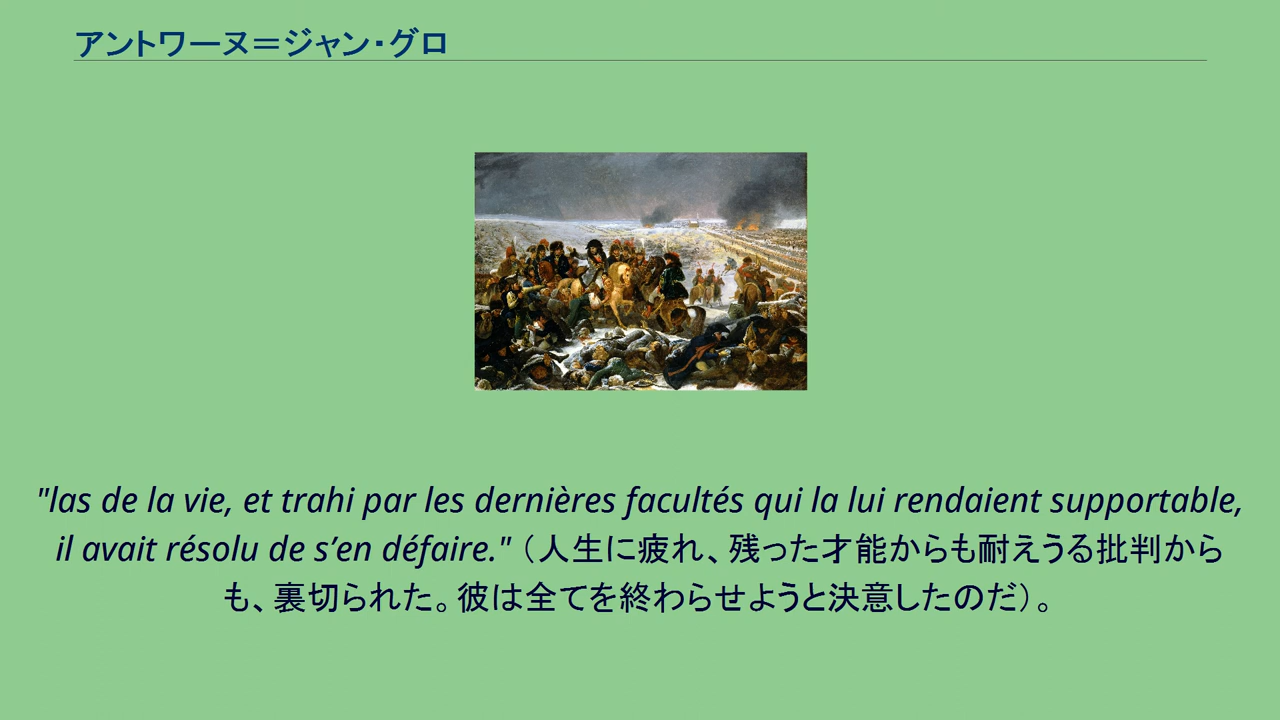 アントワーヌ＝ジャン・グロ
"las de la vie, et trahi par les dernières facultés qui la lui rendaient supportable,
il avait résolu de s’en défaire." （人生に疲れ、残った才能からも耐えうる批判から
も、裏切られた。彼は全てを終わらせようと決意したのだ）。